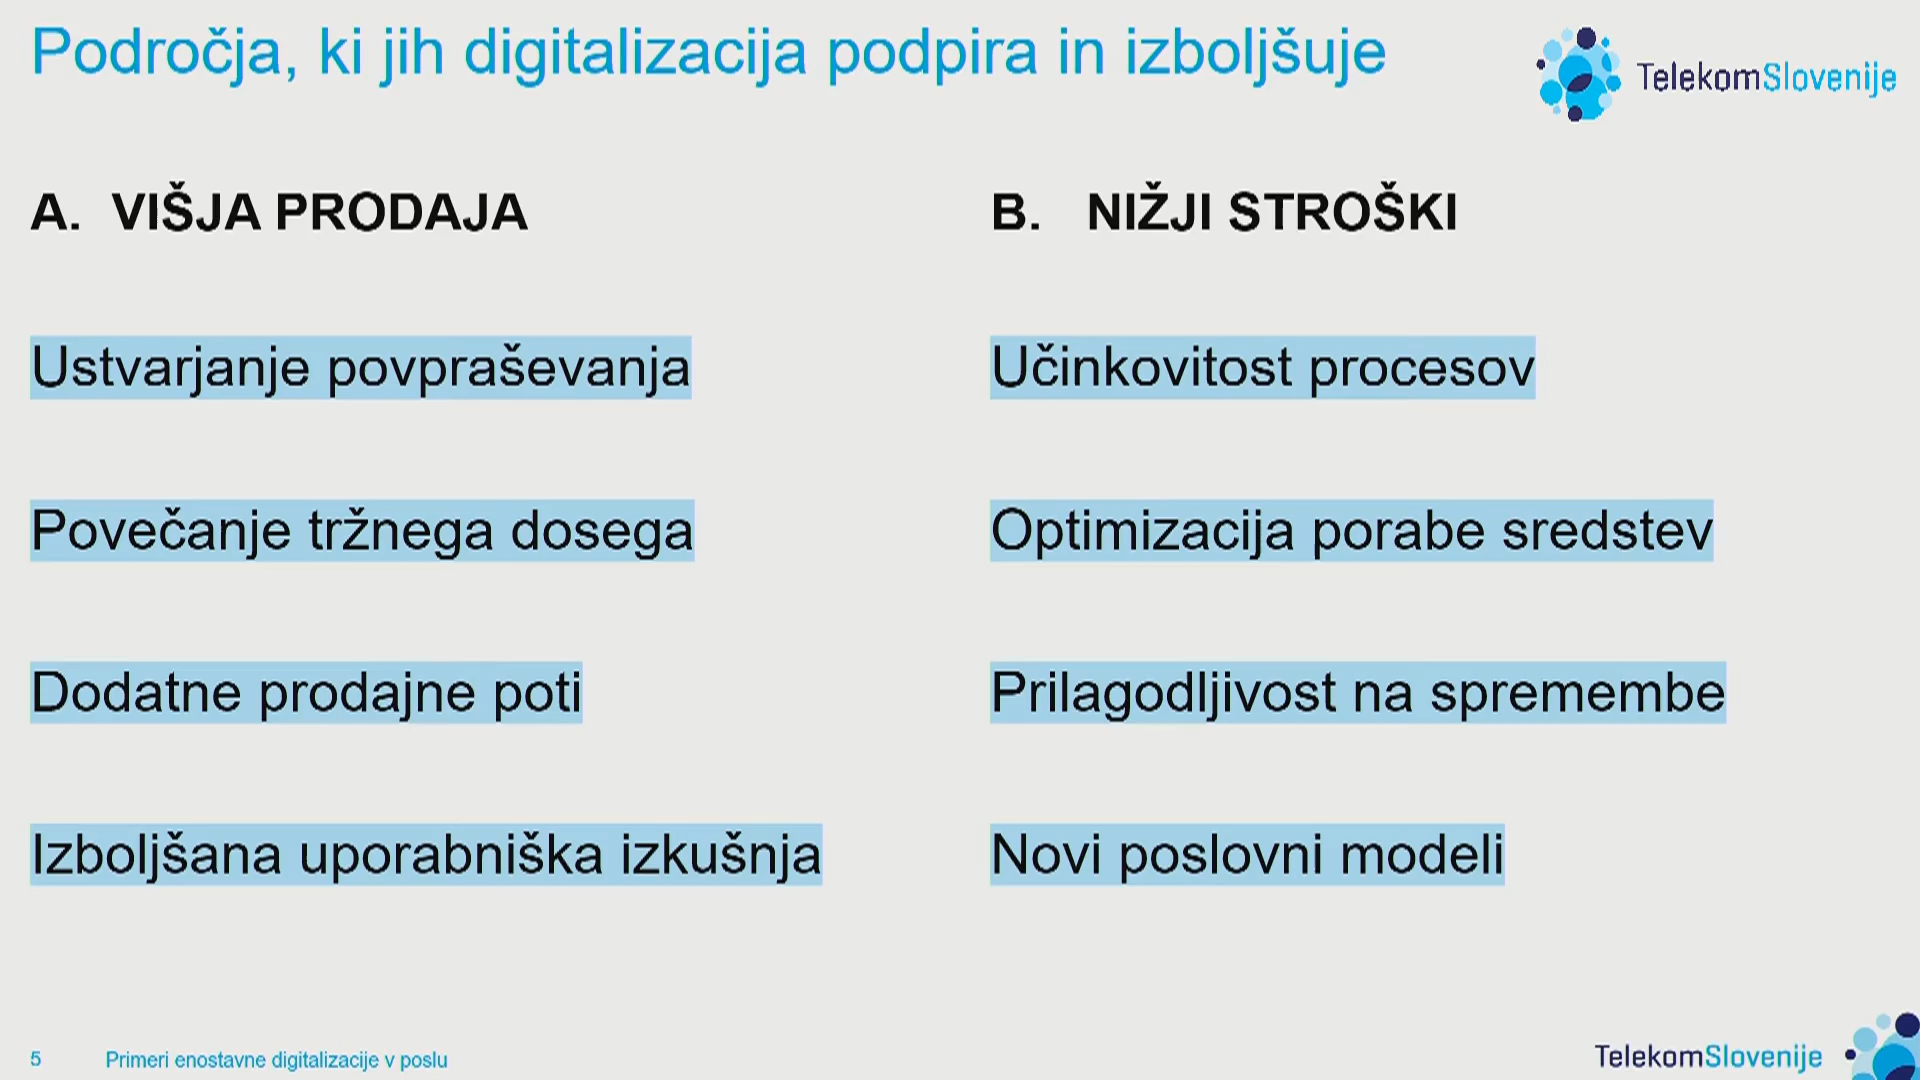 Področja, ki jih digitalizacija podpira in izboljšuje
TelekomSlovenije
A. VIŠJA PRODAJA
Ustvarjanje povpraševanja
Povečanje tržnega dosega
Dodatne prodajne poti
Izboljšana uporabniška izkušnja
B. NIŽJI STROŠKI
Učinkovitost procesov
Optimizacija porabe sredstev
Prilagodljivost na spremembe
Novi poslovni modeli
5 Primeri enostavne digitalizacije v poslu
TelekomSlovenije